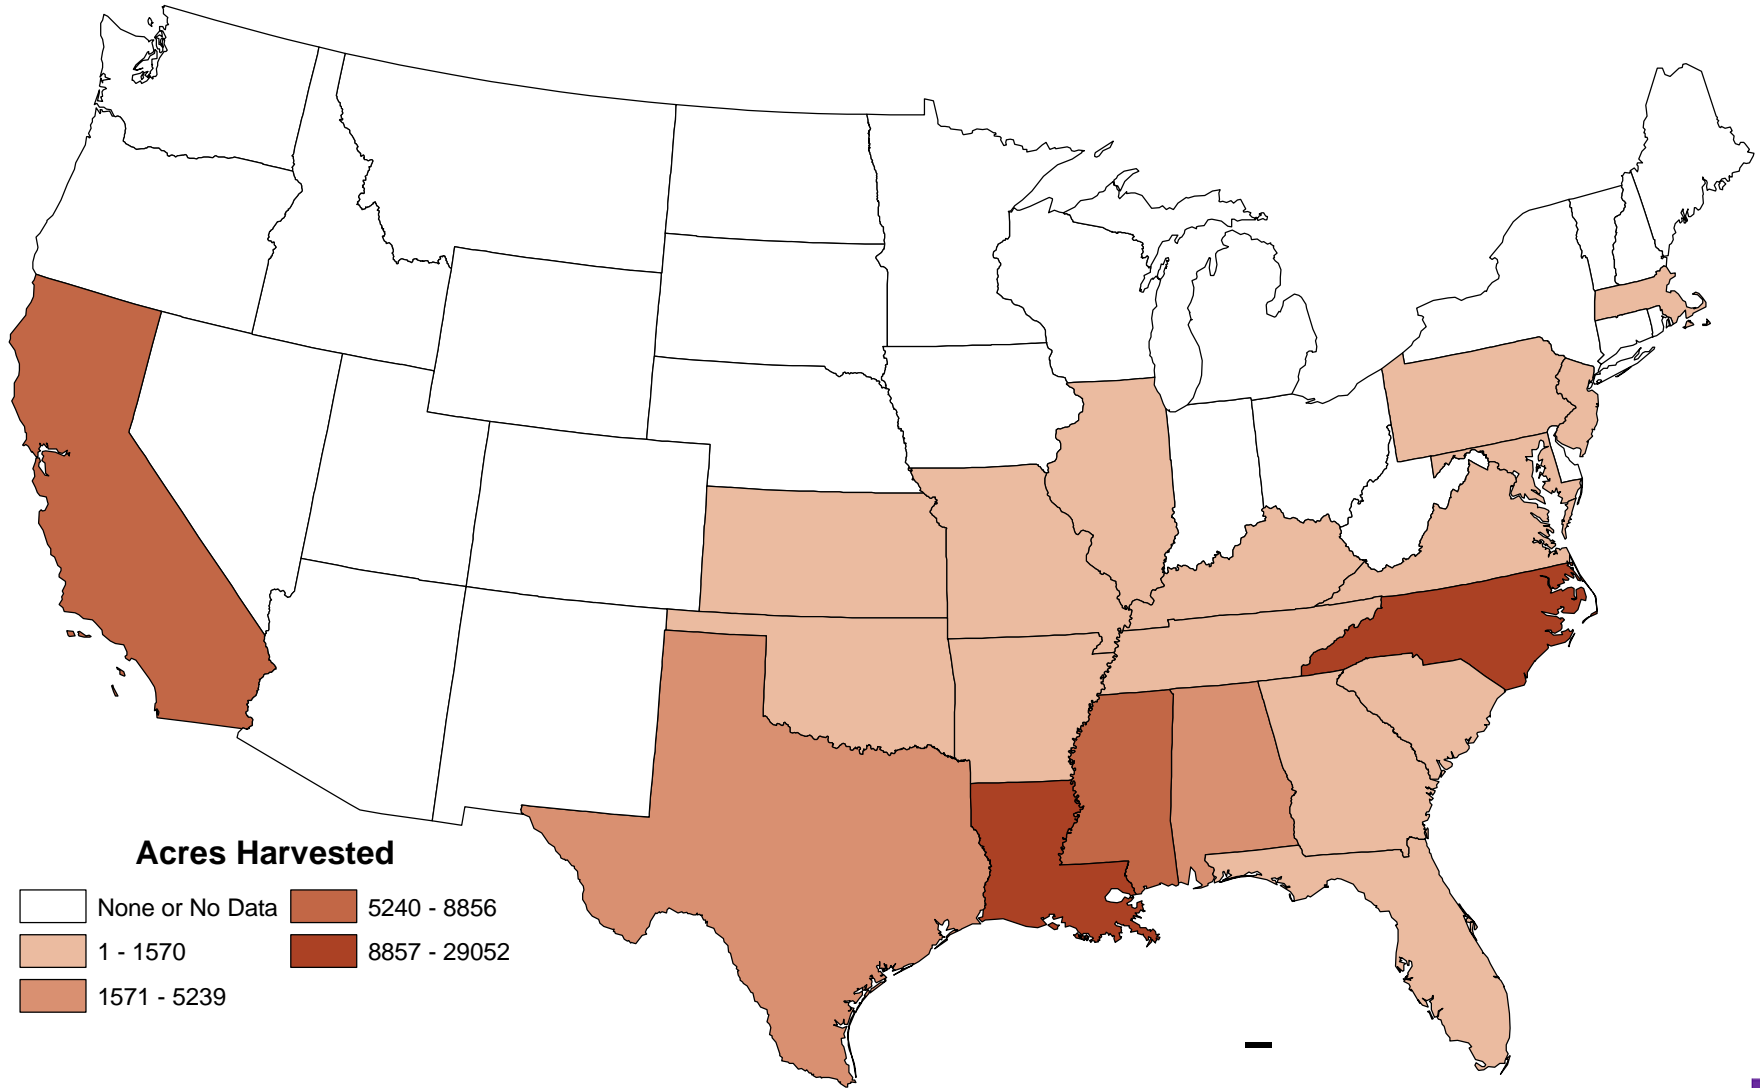 Acres Harvested
None or No Data
1 - 1570
1571 - 5239
5240 - 8856
8857 - 29052